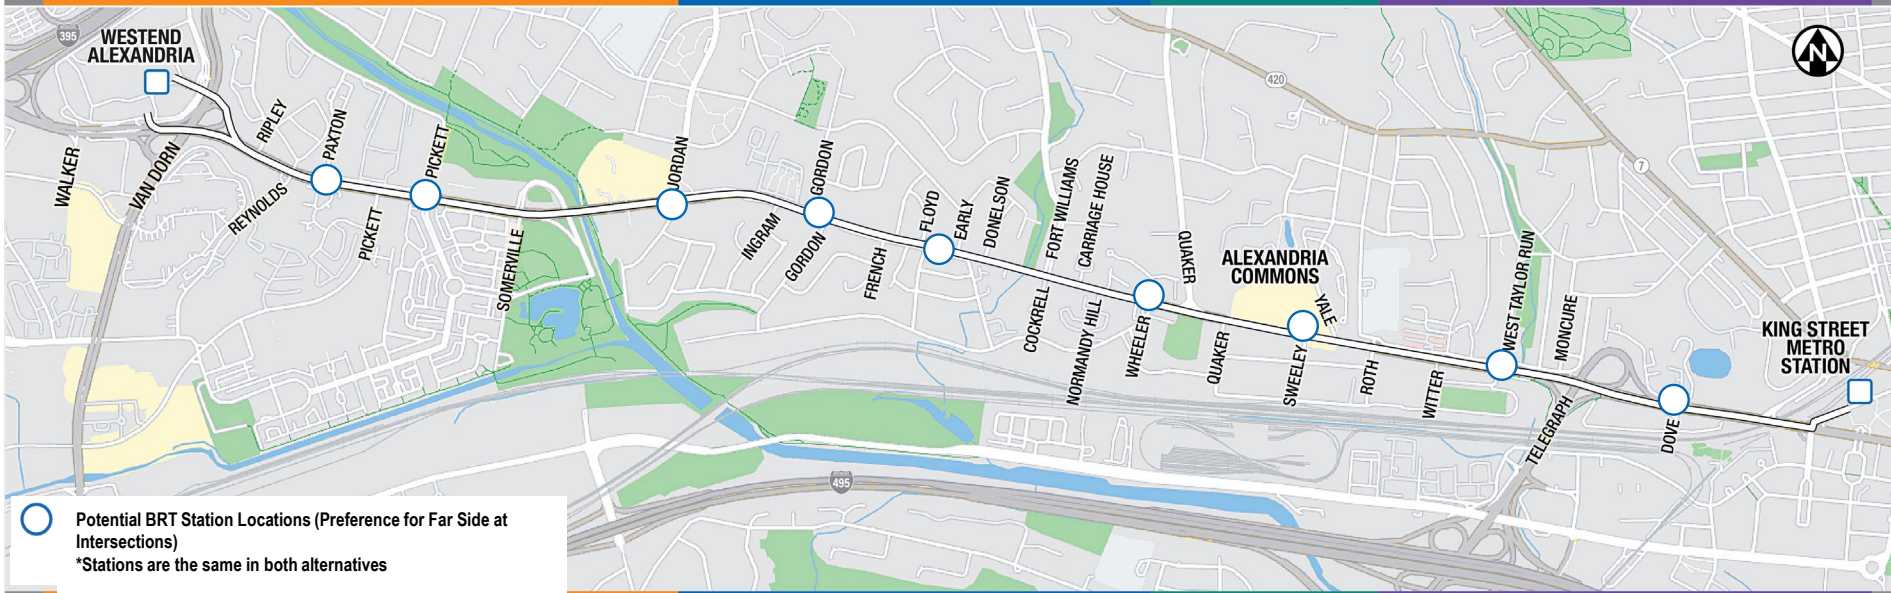 395
WESTEND
ALEXANDRIA
WALKER
VAN DORN
RIPLEY
REYNOLDS
PAXTON
PICKETT
PICKETT
SOMERVILLE
JORDAN
INGRAM
GORDON
GORDON
FRENCH
FLOYD
EARLY
DONELSON
COCKRELL
FORT WILLIAMS
CARRIAGE HOUSE
NORMANDY HILL
WHEELER
QUAKER
QUAKER
420
ALEXANDRIA
COMMONS
YALE
SWEELEY
ROTH
WITTER
WEST TAYLOR RUN
MONCURE
TELEGRAPH
DOVE
7
N
KING STREET
METRO
STATION
495
Potential BRT Station Locations (Preference for Far Side at
Intersections)
*Stations are the same in both alternatives